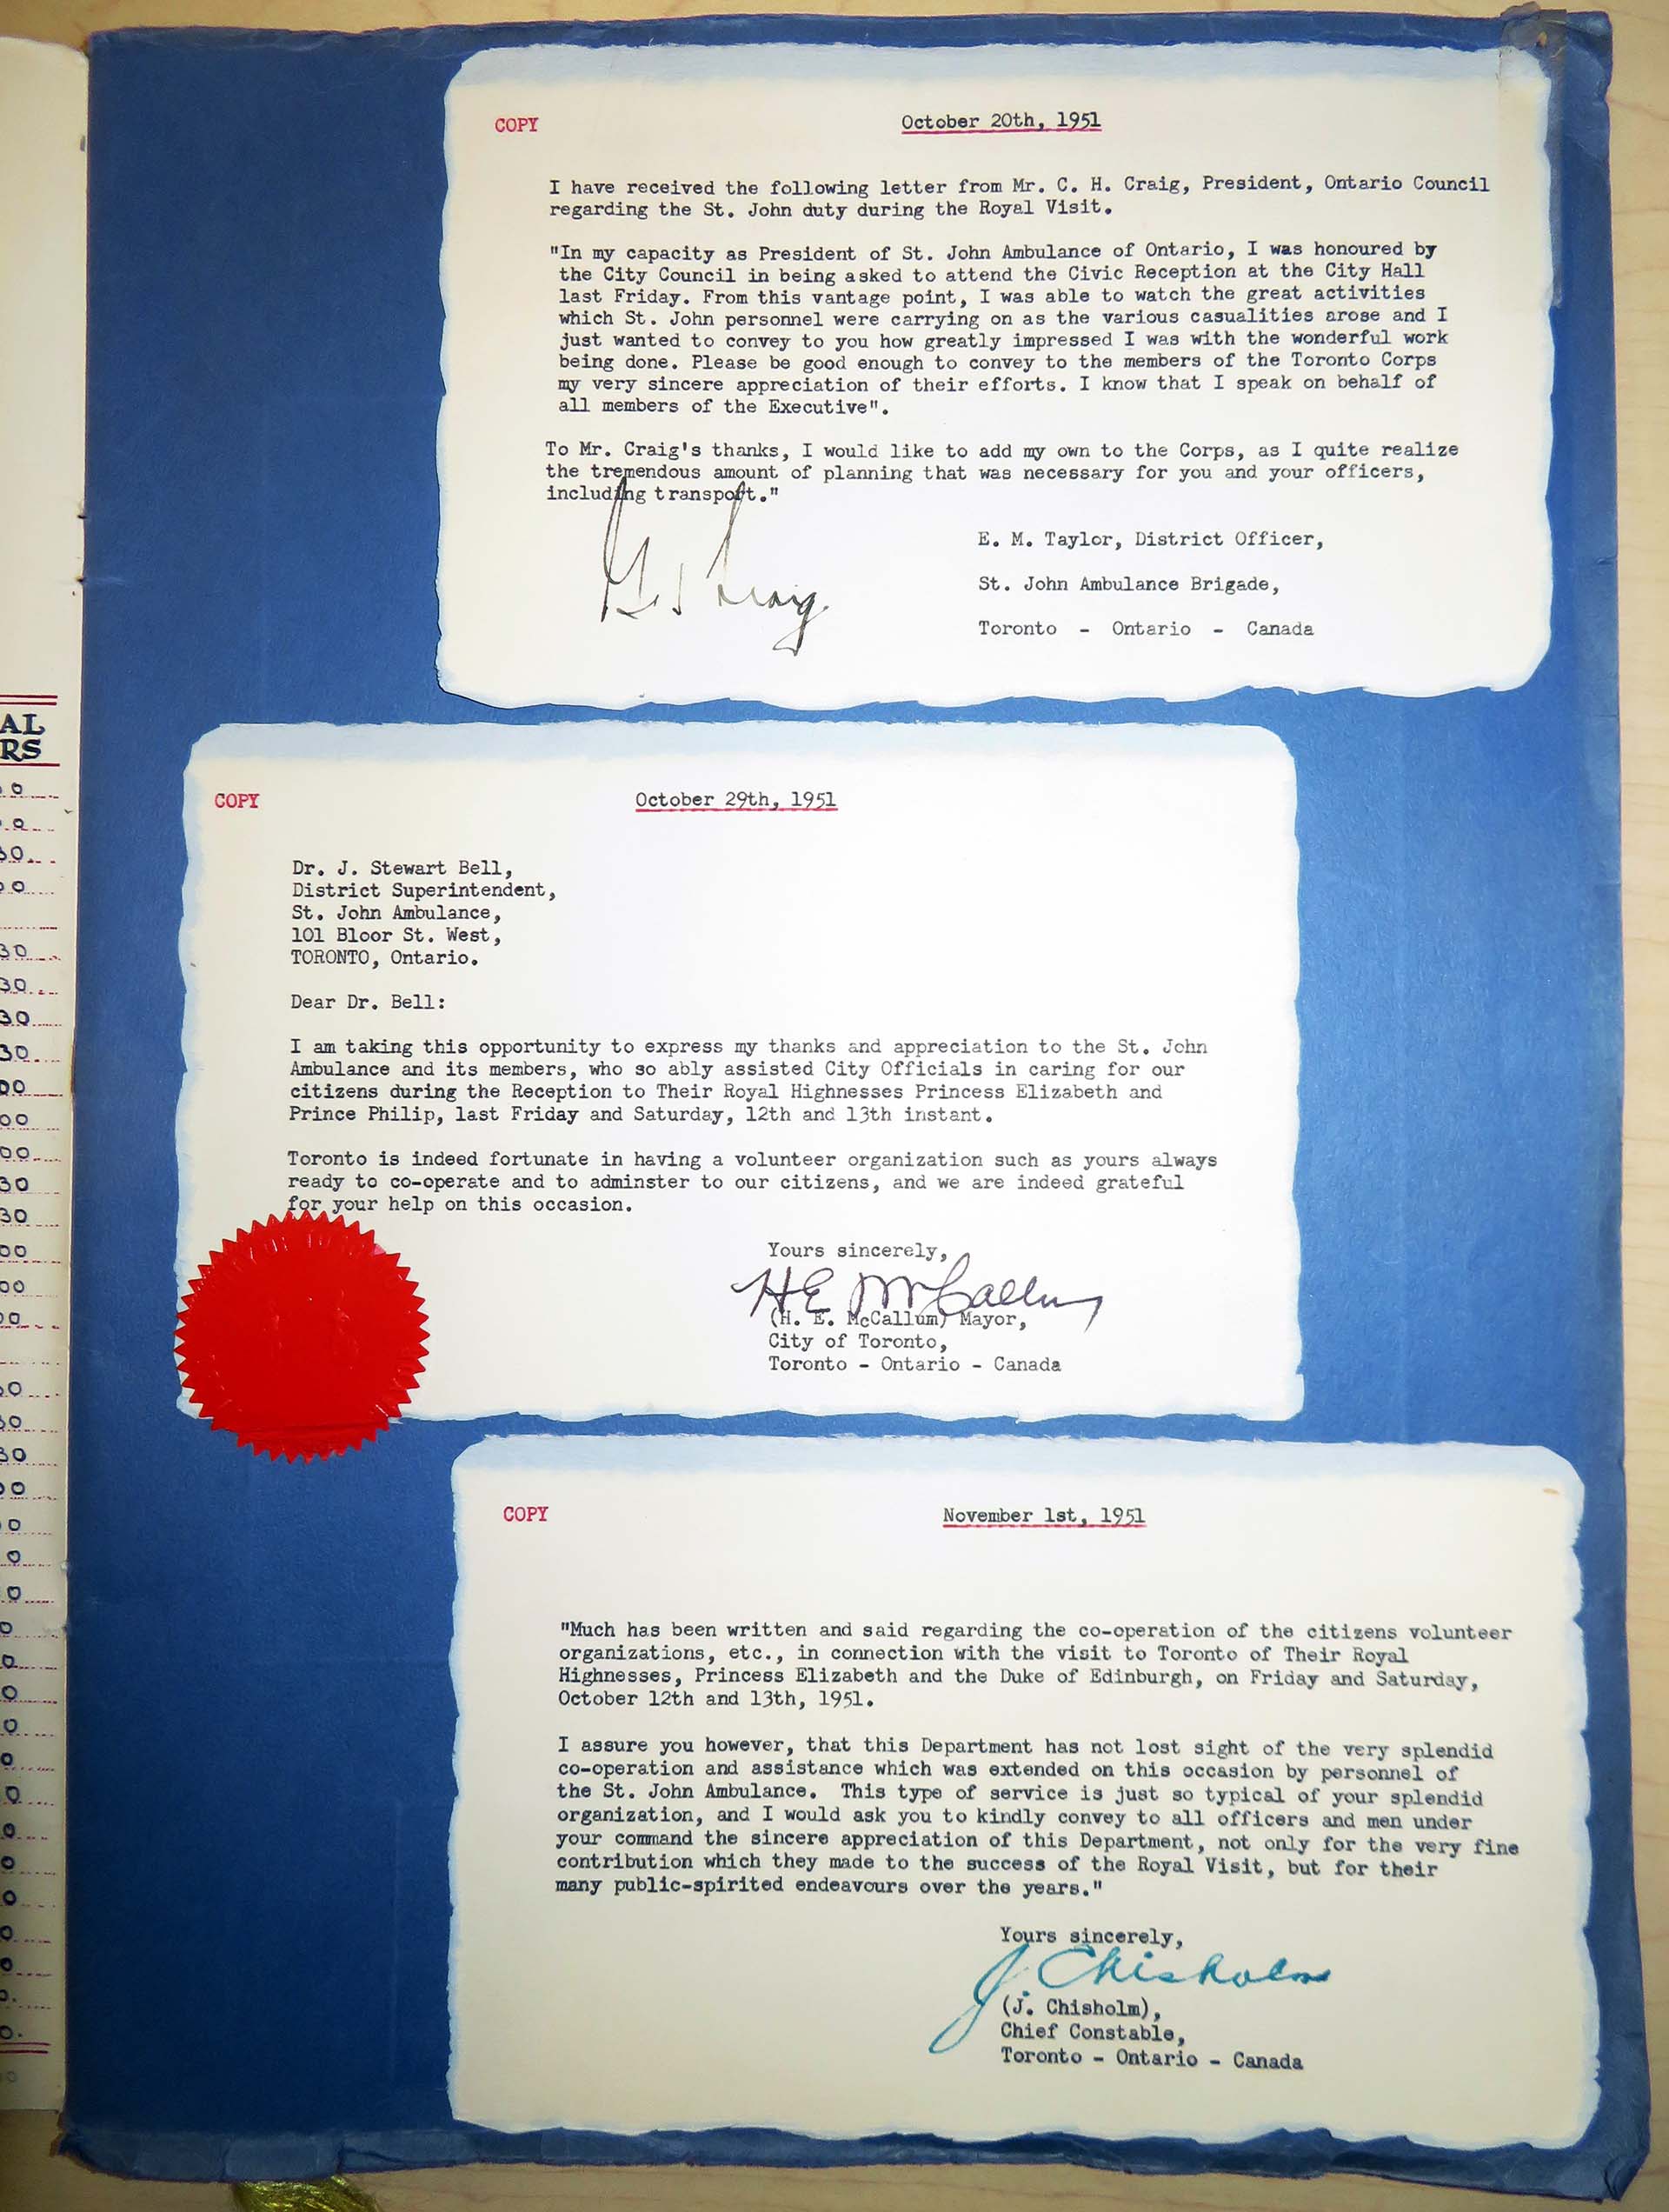 AL
RS
COPY
October 20th, 1951
I have received the following letter from Mr. C. H. Craig, President, Ontario Council
regarding the St. John duty during the Royal Visit.
"In my capacity as President of St. John Ambulance of Ontario, I was honoured by
the City Council in being asked to attend the Civic Reception at the City Hall
last Friday. From this vantage point, I was able to watch the great activities
which St. John personnel were carrying on as the various casualities arose and I
just wanted to convey to you how greatly impressed I was with the wonderful work
being done. Please be good enough to convey to the members of the Toronto Corps
my very sincere appreciation of their efforts. I know that I speak on behalf of
all members of the Executive".
To Mr. Craig's thanks, I would like to add my own to the Corps, as I quite realize
the tremendous amount of planning that was necessary for you and your officers,
including transport."
Craig.
E. M. Taylor, District Officer,
St. John Ambulance Brigade,
Toronto - Ontario - Canada
COPY
October 29th, 1951
Dr. J. Stewart Bell,
District Superintendent,
St. John Ambulance,
101 Bloor St. West,
TORONTO, Ontario.
Dear Dr. Bell:
I am taking this opportunity to express my thanks and appreciation to the St. John
Ambulance and its members, who so ably assisted City Officials in caring for our
citizens during the Reception to Their Royal Highnesses Princess Elizabeth and
Prince Philip, last Friday and Saturday, 12th and 13th instant.
Toronto is indeed fortunate in having a volunteer organization such as yours always
ready to co-operate and to adminster to our citizens, and we are indeed grateful
for your help on this occasion.
Yours sincerely,
H E McCallum
(H. E. McCallum) Mayor,
City of Toronto,
Toronto - Ontario - Canada
COPY
November 1st, 1951
"Much has been written and said regarding the co-operation of the citizens volunteer
organizations, etc., in connection with the visit to Toronto of Their Royal
Highnesses, Princess Elizabeth and the Duke of Edinburgh, on Friday and Saturday,
October 12th and 13th, 1951.
I assure you however, that this Department has not lost sight of the very splendid
co-operation and assistance which was extended on this occasion by personnel of
the St. John Ambulance. This type of service is just so typical of your splendid
organization, and I would ask you to kindly convey to all officers and men under
your command the sincere appreciation of this Department, not only for the very fine
contribution which they made to the success of the Royal Visit, but for their
many public-spirited endeavours over the years."
Yours sincerely,
J. Chisholm
(J. Chisholm),
Chief Constable,
Toronto - Ontario - Canada